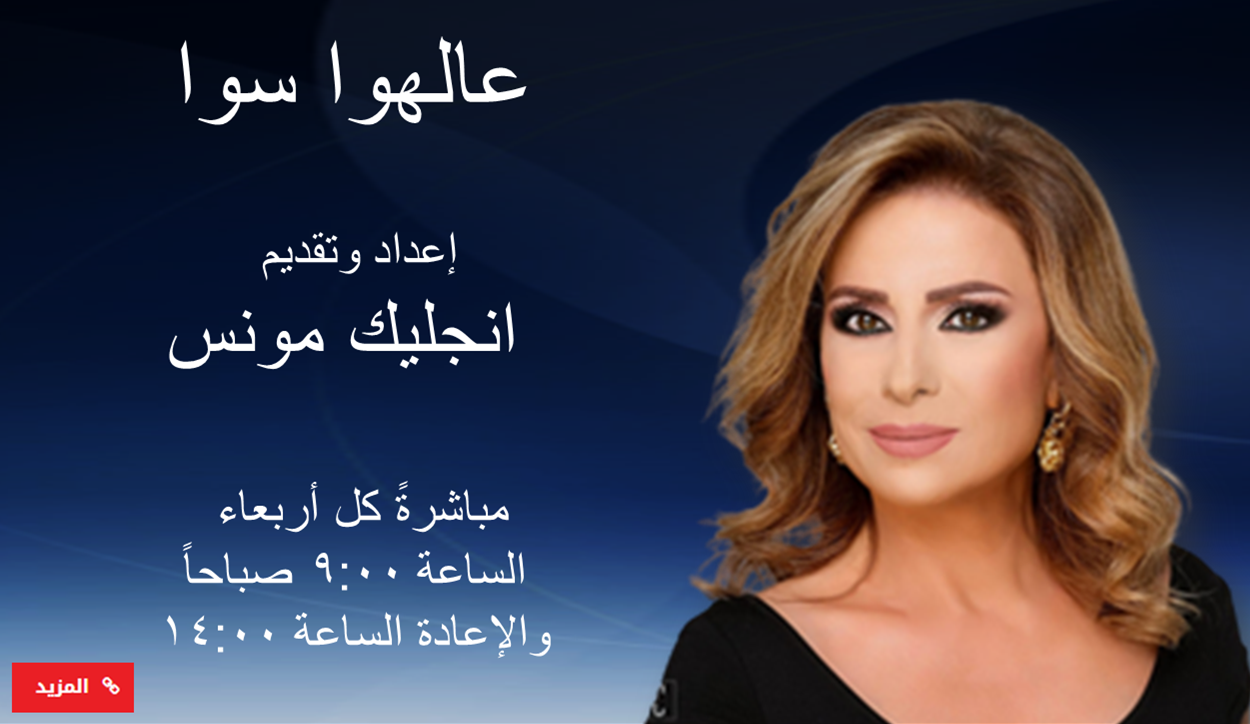 عالهوا سوا
إعداد وتقديم
انجليك مونس
مباشرةً كل أربعاء
الساعة ٩:٠٠ صباحاً
والإعادة الساعة ١٤:٠٠
المزيد